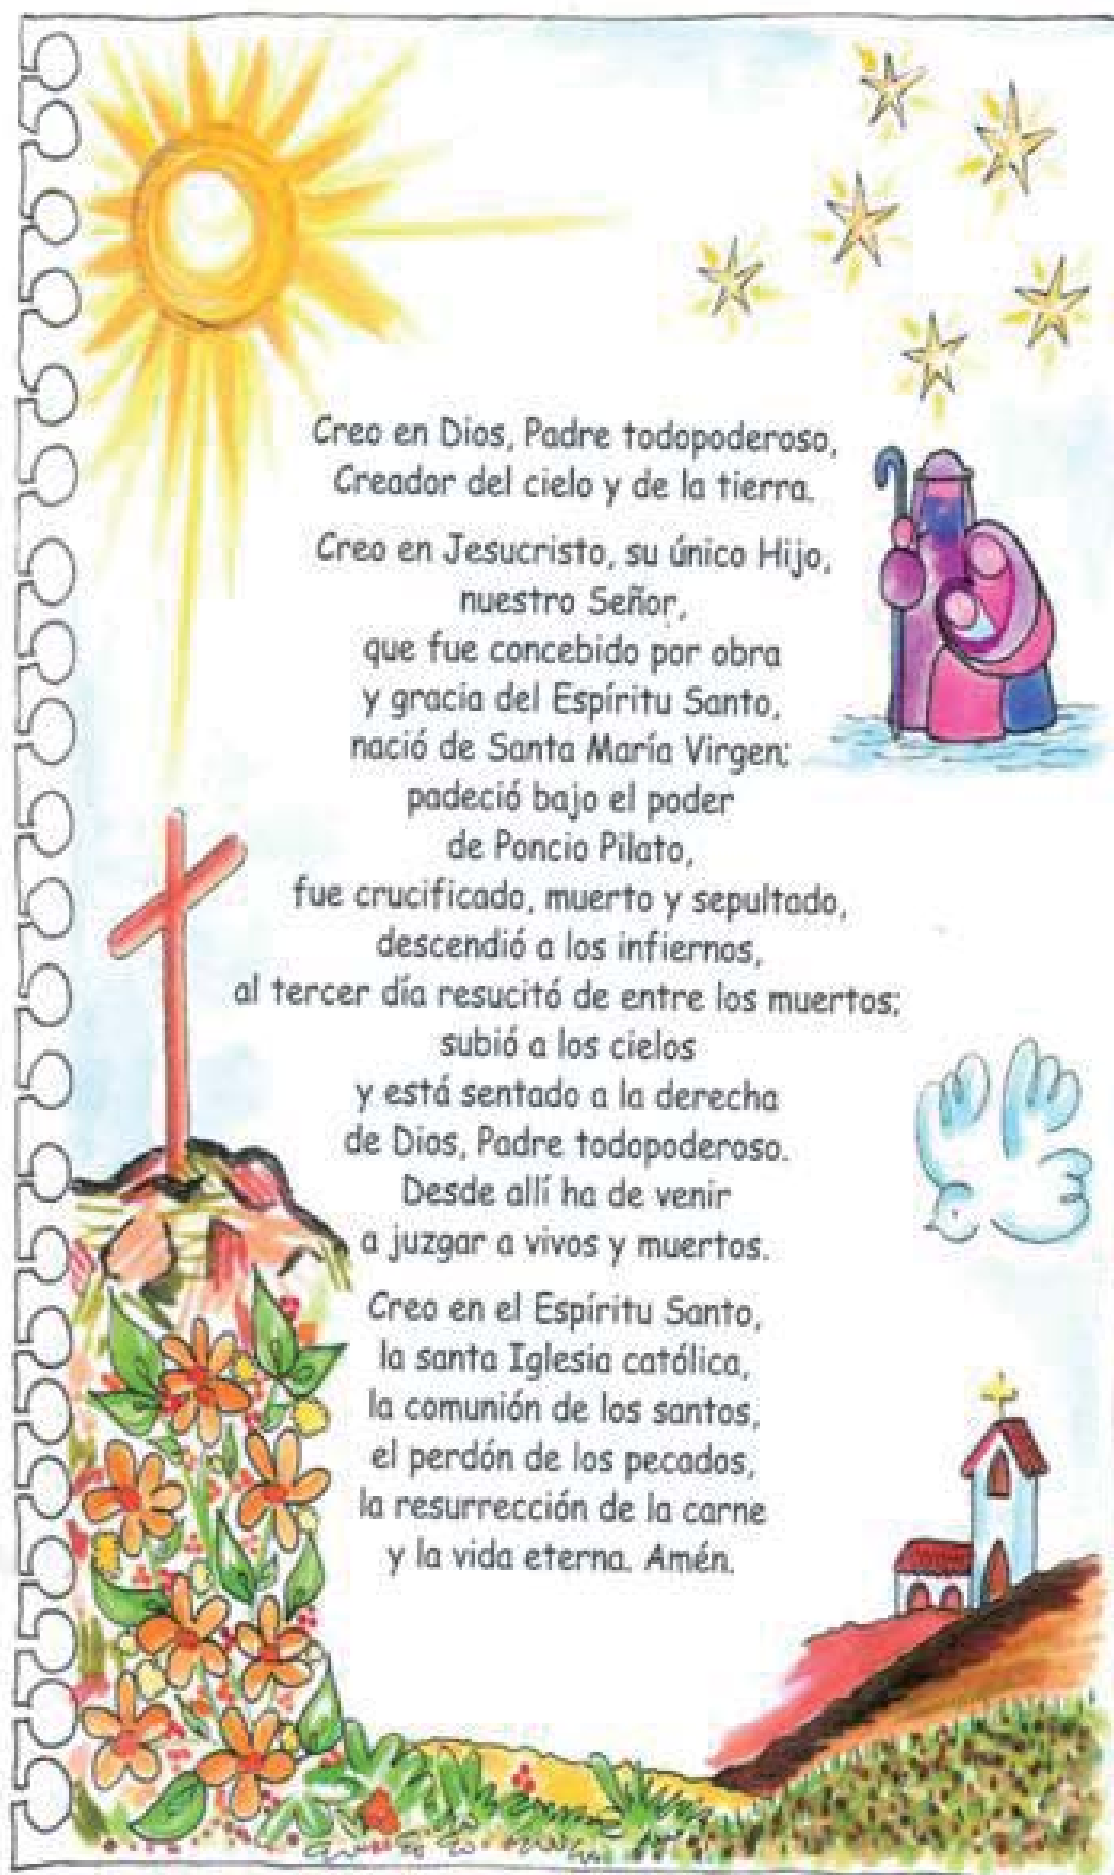 Creo en Dios, Padre todopoderoso,
Creador del cielo y de la tierra.
Creo en Jesucristo, su único Hijo,
nuestro Señor,
que fue concebido por obra
y gracia del Espíritu Santo,
nació de Santa María Virgen;
padeció bajo el poder
de Poncio Pilato,
fue crucificado, muerto y sepultado,
descendió a los infiernos,
al tercer día resucitó de entre los muertos;
subió a los cielos
y está sentado a la derecha
de Dios, Padre todopoderoso.
Desde allí ha de venir
a juzgar a vivos y muertos.
Creo en el Espíritu Santo,
la santa Iglesia católica,
la comunión de los santos,
el perdón de los pecados,
la resurrección de la carne
y la vida eterna. Amén.